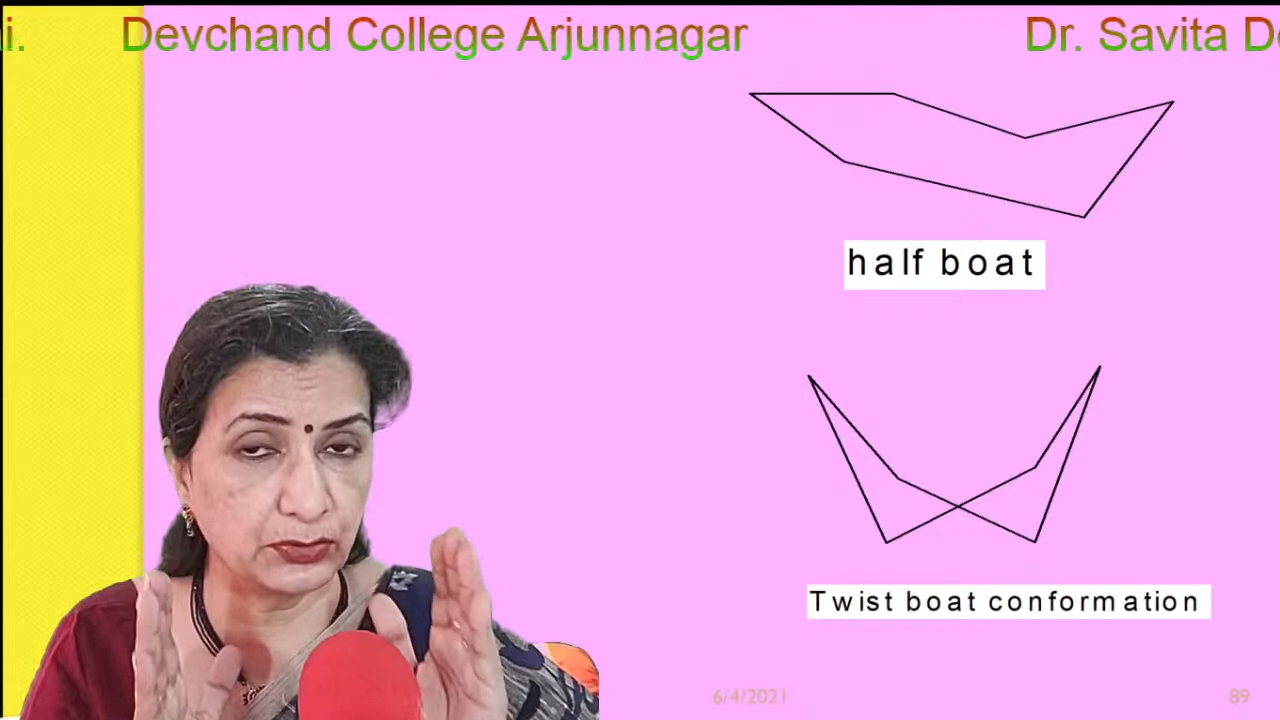 i. Devchand College Arjunnagar Dr. Savita D
half boat
Twist boat conformation
6/4/2021 89